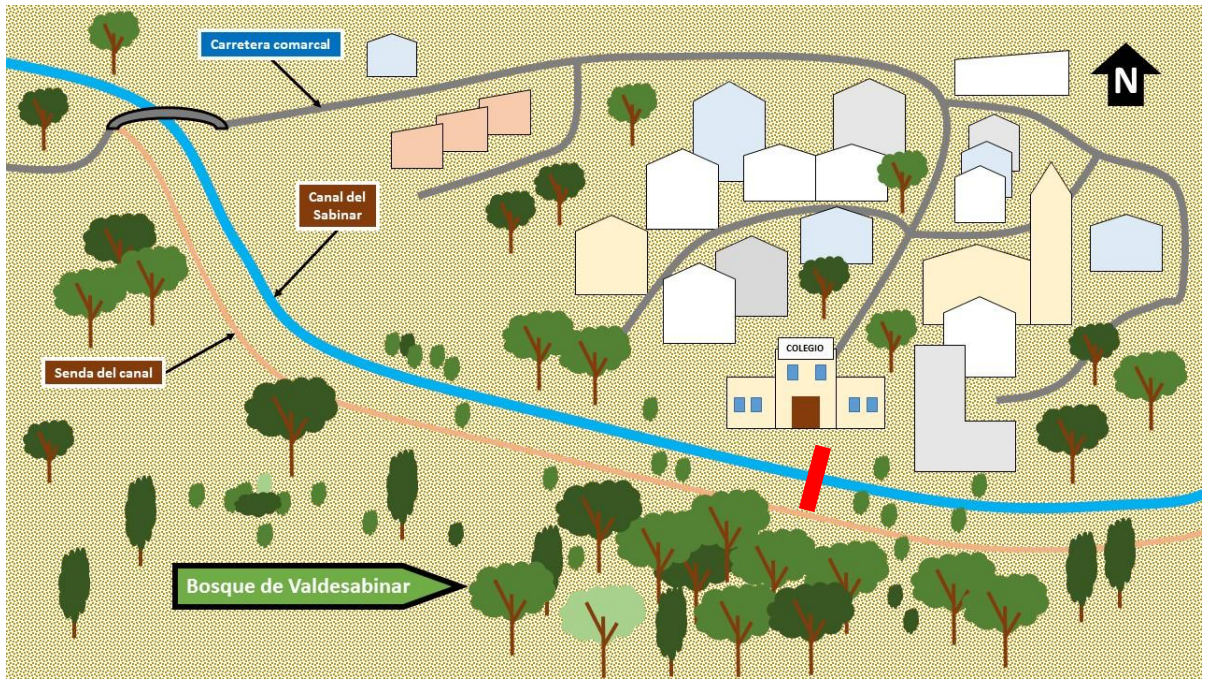 Carretera comarcal
N
Canal del
Sabinar
COLEGIO
Senda del canal
Bosque de Valdesabinar